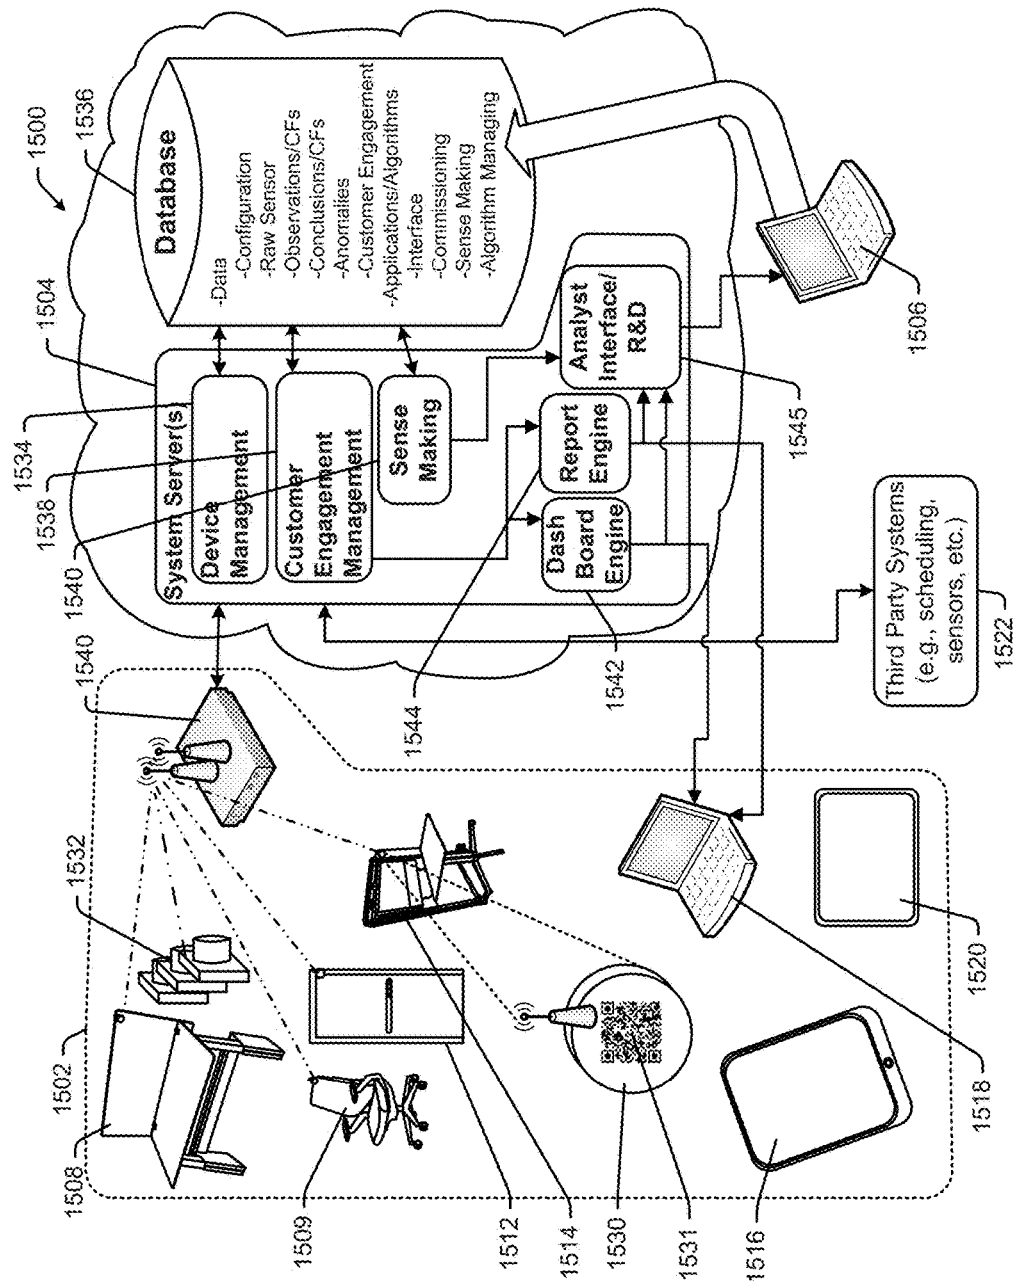 1500
1536
1504
1534
1538
1540
1540
1532
1502
1508
System Server(s)
Device
Management
Customer
Engagement
Management
Sense
Making
Dash
Board
Engine
Report
Engine
Analyst
Interface/
R&D
Database
-Data
-Configuration
-Raw Sensor
-Observations/CFs
-Conclusions/CFs
-Anomalies
-Customer Engagement
-Applications/Algorithms
-Interface
-Commissioning
-Sense Making
-Algorithm Managing
1509
1512
1514
1530
1531
1516
1518
1520
1544
1542
1545
1506
Third Party Systems
(e.g., scheduling,
sensors, etc.)
1522